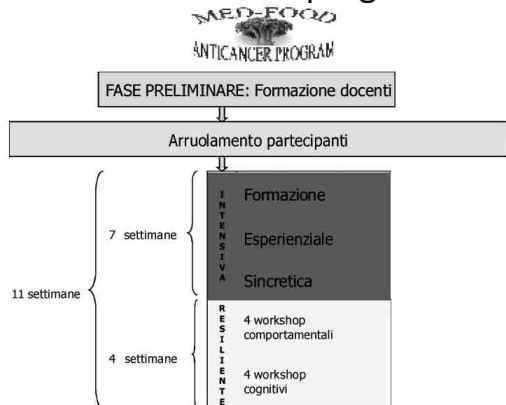 MED-FOOD
ANTICANCER PROGRAM
FASE PRELIMINARE: Formazione docenti
Arruolamento partecipanti
INTENSIVA
Formazione
7 settimane
Esperienziale
Sincretica
11 settimane
RESILIENTE
4 workshop
comportamentali
4 settimane
4 workshop
cognitivi